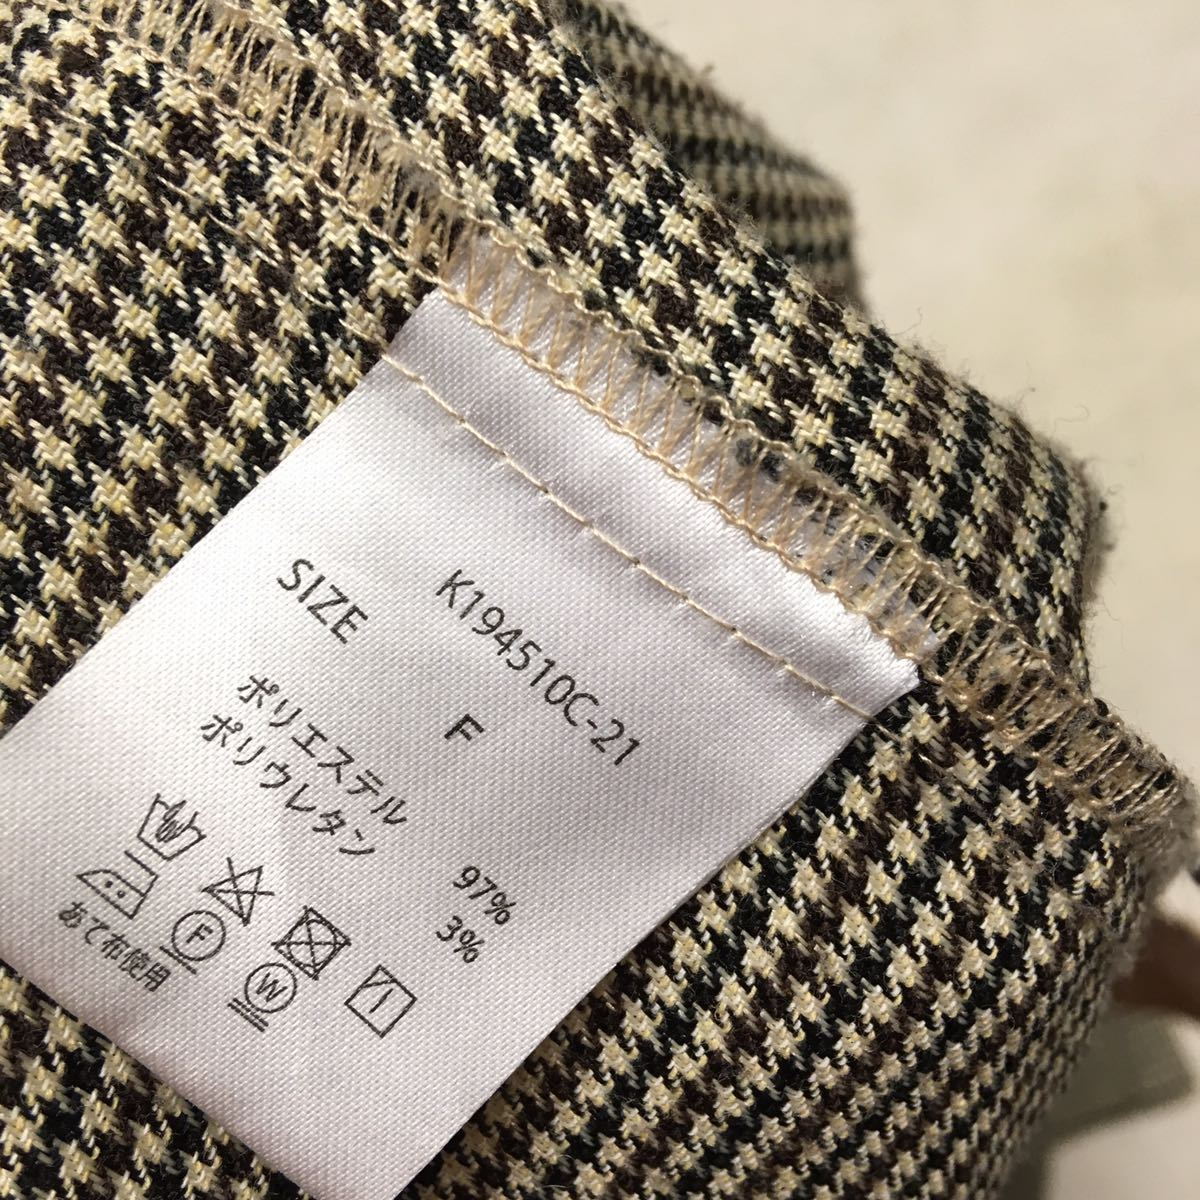 K194510C-21
SIZE F
ポリエステル 97%
ポリウレタン 3%
F W
あて布使用